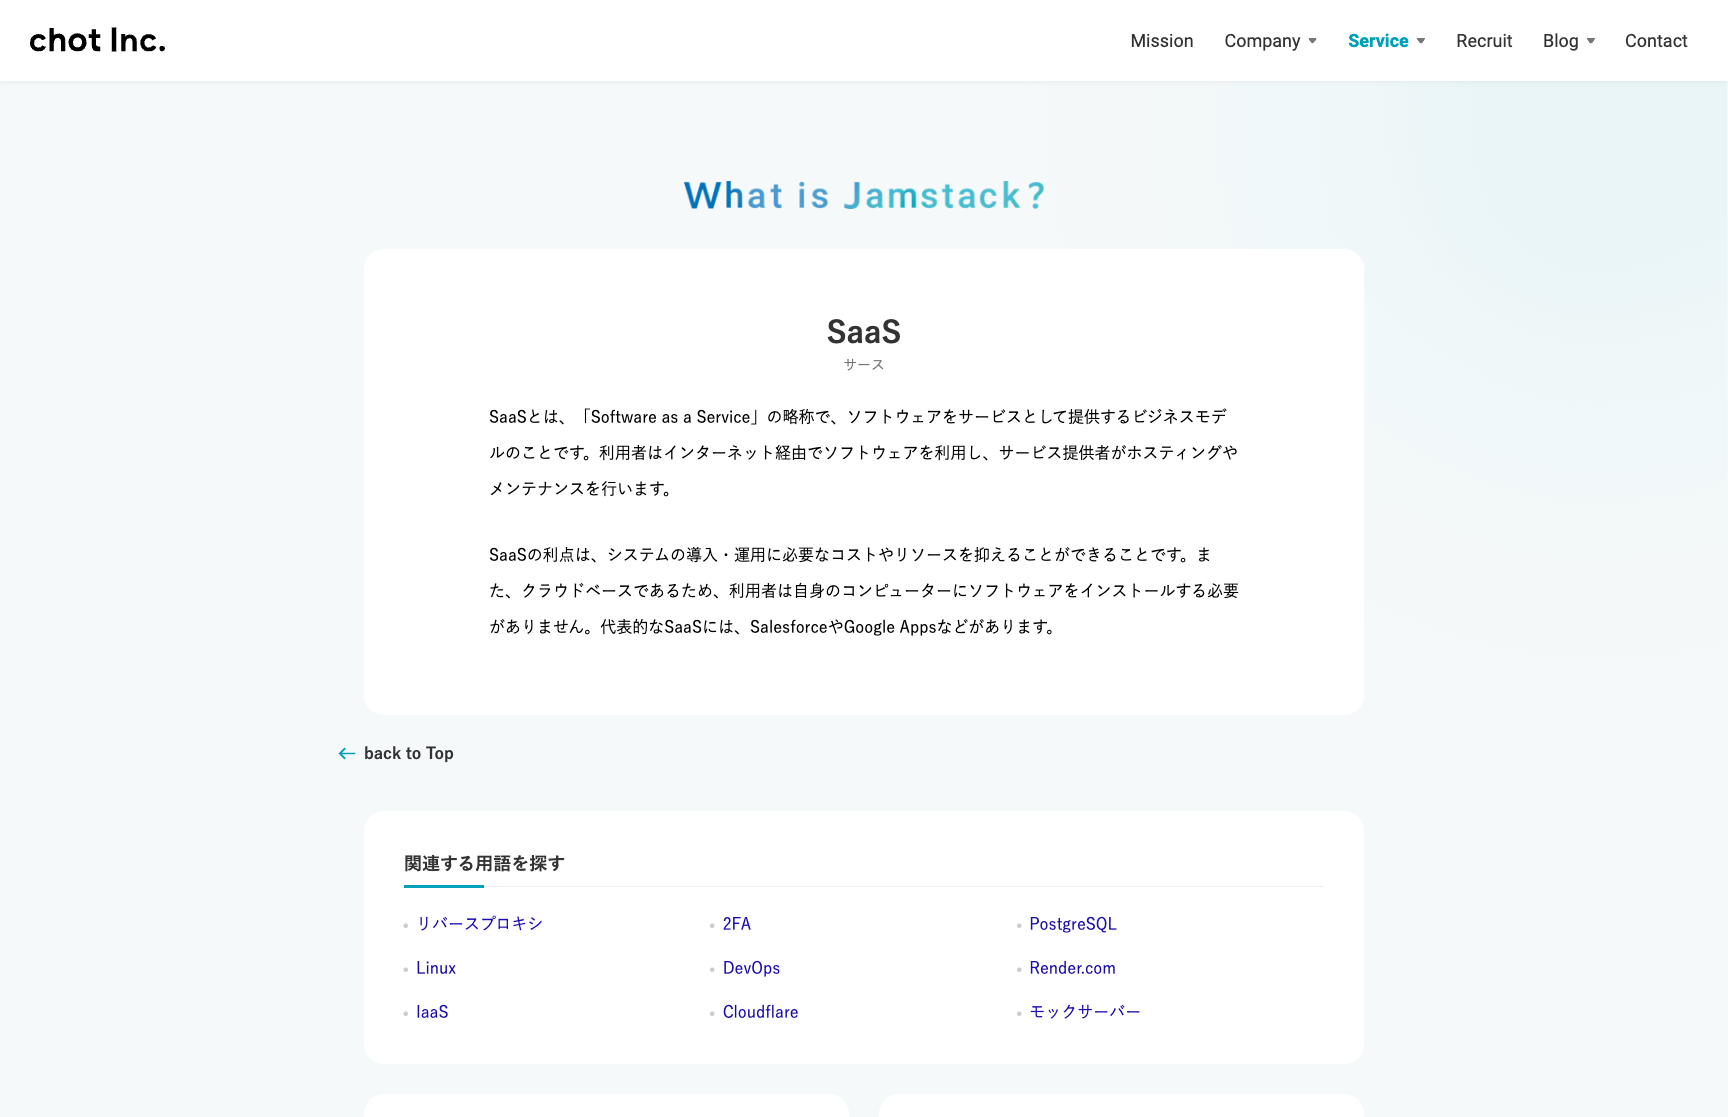 chot Inc.
Mission Company Service Recruit Blog Contact
What is Jamstack?
SaaS
サース
SaaSとは、「Software as a Service」の略称で、ソフトウェアをサービスとして提供するビジネスモデ
ルのことです。利用者はインターネット経由でソフトウェアを利用し、サービス提供者がホスティングや
メンテナンスを行います。
SaaSの利点は、システムの導入・運用に必要なコストやリソースを抑えることができることです。ま
た、クラウドベースであるため、利用者は自身のコンピューターにソフトウェアをインストールする必要
がありません。代表的なSaaSには、SalesforceやGoogle Appsなどがあります。
← back to Top
関連する用語を探す
リバースプロキシ 2FA PostgreSQL
Linux DevOps Render.com
IaaS Cloudflare モックサーバー